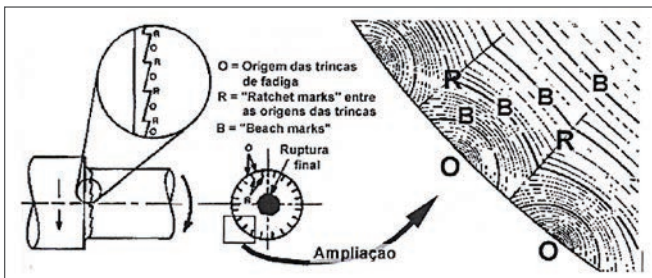 R
O
R
O
R
O
O = Origem das trincas
de fadiga
R = "Ratchet marks" entre
as origens das trincas
B = "Beach marks"
O
Ruptura
final
R
Ampliação
R
B
B
B
B
R
O
O